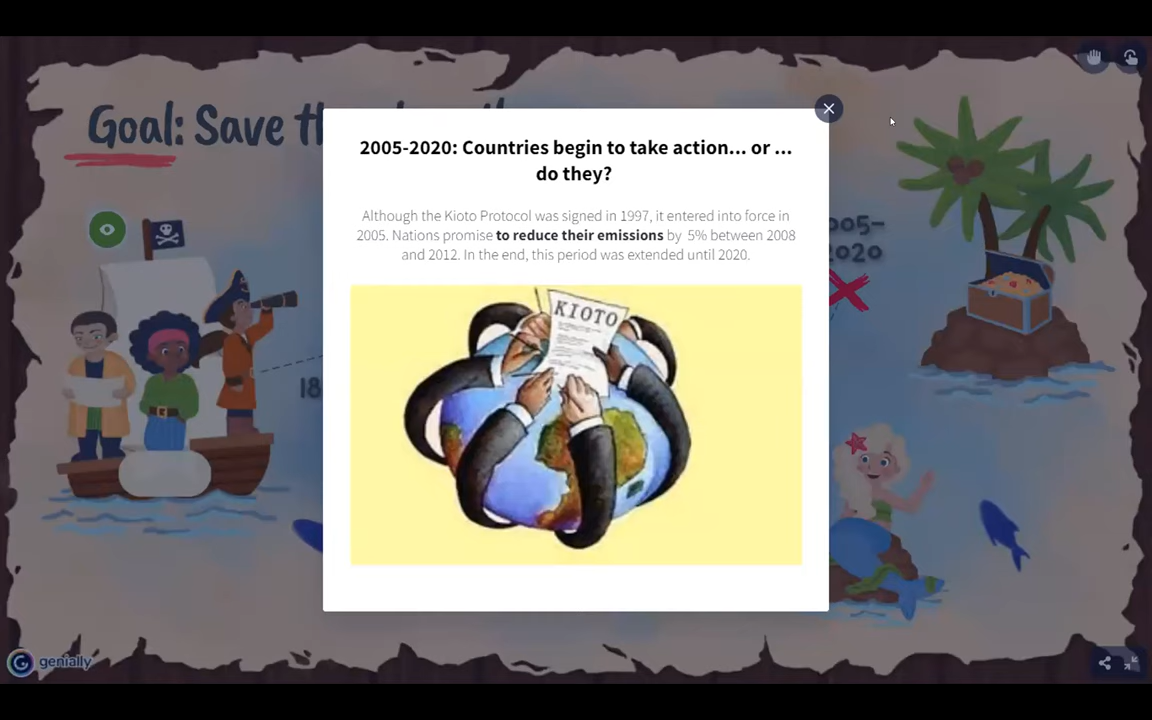 Goal: Save th
2005-2020: Countries begin to take action... or ...
do they?
Although the Kioto Protocol was signed in 1997, it entered into force in
2005. Nations promise to reduce their emissions by 5% between 2008
and 2012. In the end, this period was extended until 2020.
KIOTO
005-
2020
18
genially